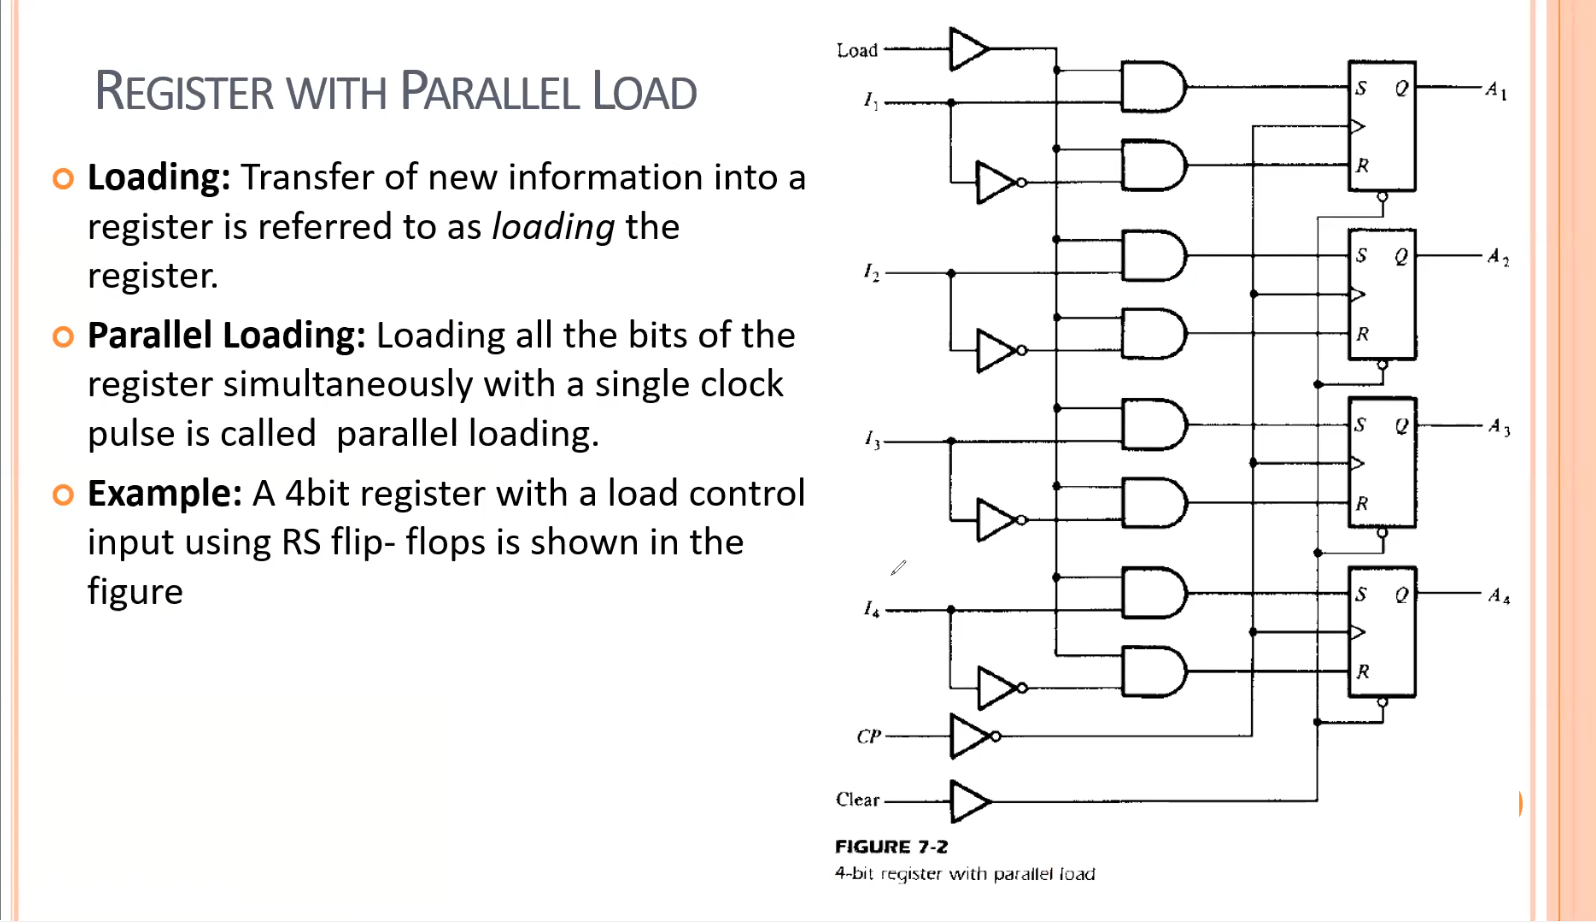 REGISTER WITH PARALLEL LOAD
Loading: Transfer of new information into a
register is referred to as loading the
register.
Parallel Loading: Loading all the bits of the
register simultaneously with a single clock
pulse is called parallel loading.
Example: A 4bit register with a load control
input using RS flip- flops is shown in the
figure
Load
I1
S Q A1
R
I2
S Q A2
R
I3
S Q A3
R
I4
S Q A4
R
CP
Clear
FIGURE 7-2
4-bit register with parallel load